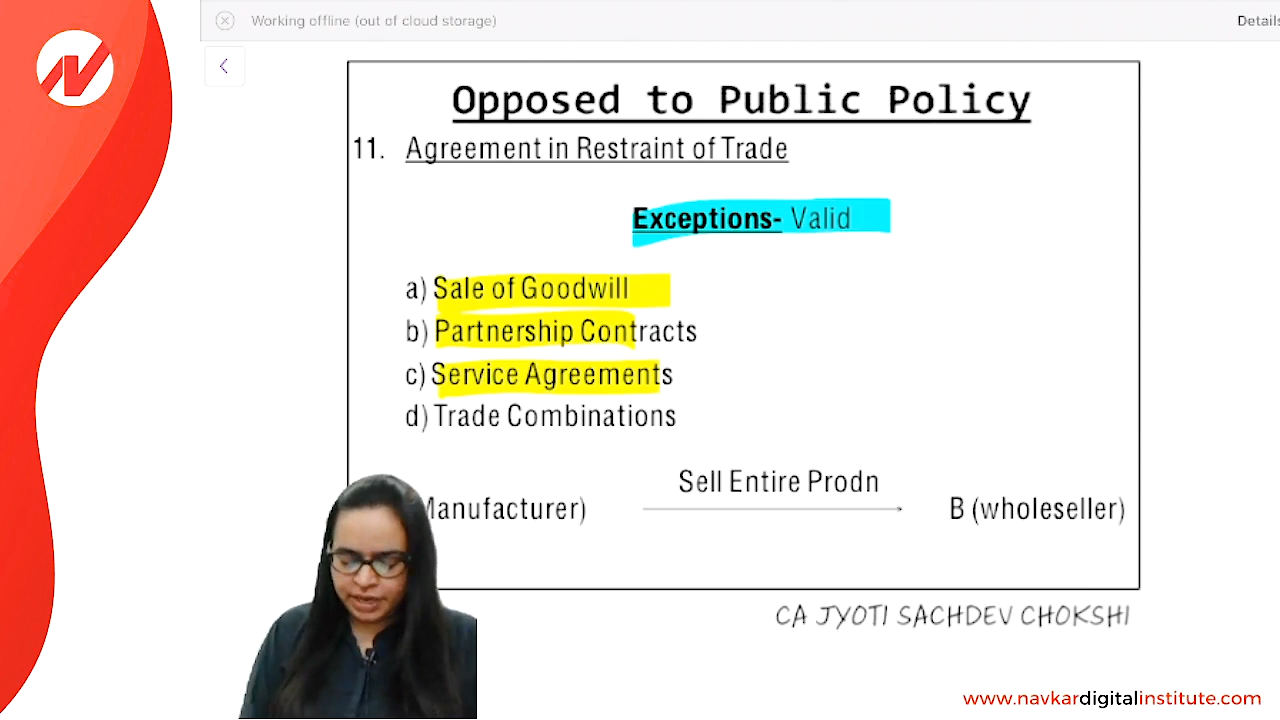 Working offline (out of cloud storage)
Details
Opposed to Public Policy
11. Agreement in Restraint of Trade
Exceptions- Valid
a) Sale of Goodwill
b) Partnership Contracts
c) Service Agreements
d) Trade Combinations
Sell Entire Prodn
Manufacturer) B (wholeseller)
CA JYOTI SACHDEV CHOKSHI
www.navkardigitalinstitute.com